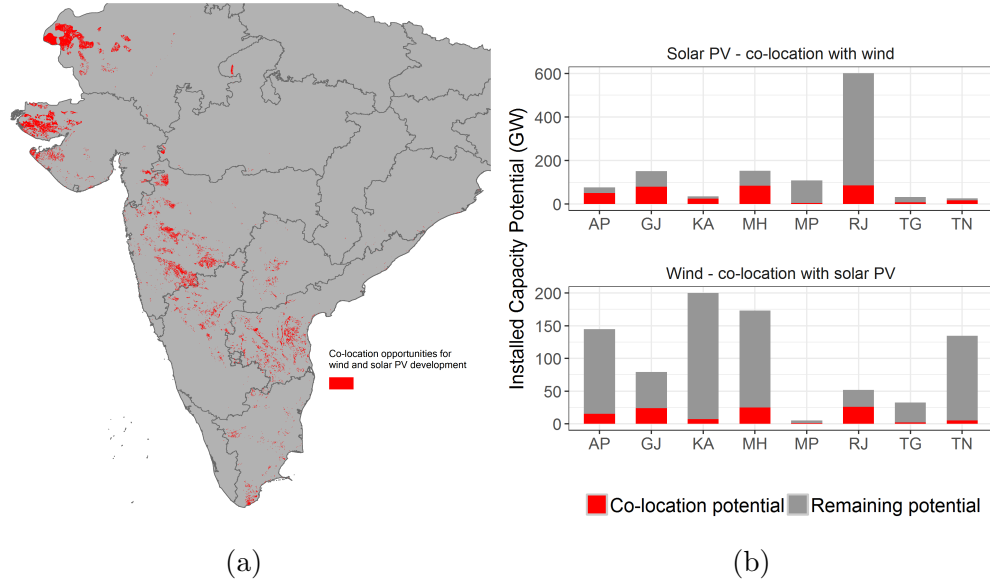 Co-location opportunities for
wind and solar PV development
(a)
Installed Capacity Potential (GW)
Solar PV - co-location with wind
600
400
200
0
AP GJ KA MH MP RJ TG TN
Wind - co-location with solar PV
200
150
100
50
0
AP GJ KA MH MP RJ TG TN
Co-location potential Remaining potential
(b)